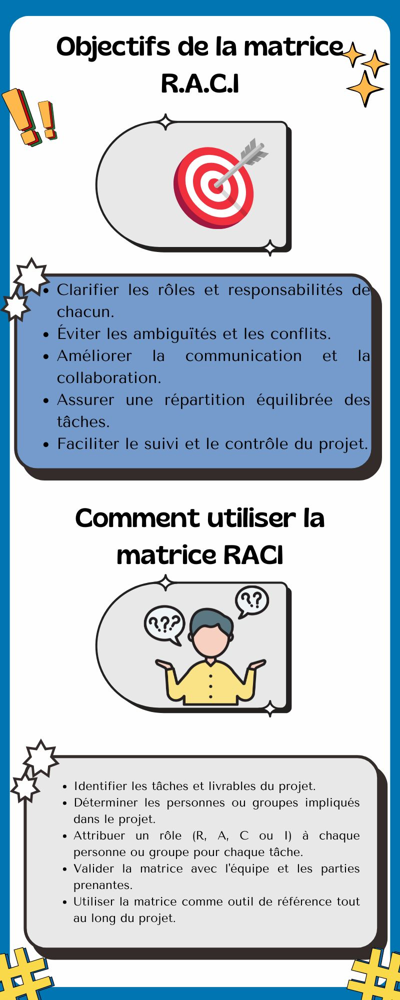 Objectifs de la matrice
R.A.C.I
• Clarifier les rôles et responsabilités de
chacun.
• Éviter les ambiguïtés et les conflits.
• Améliorer la communication et la
collaboration.
• Assurer une répartition équilibrée des
tâches.
• Faciliter le suivi et le contrôle du projet.
Comment utiliser la
matrice RACI
???
??
• Identifier les tâches et livrables du projet.
• Déterminer les personnes ou groupes impliqués
dans le projet.
• Attribuer un rôle (R, A, C ou I) à chaque
personne ou groupe pour chaque tâche.
• Valider la matrice avec l'équipe et les parties
prenantes.
• Utiliser la matrice comme outil de référence tout
au long du projet.